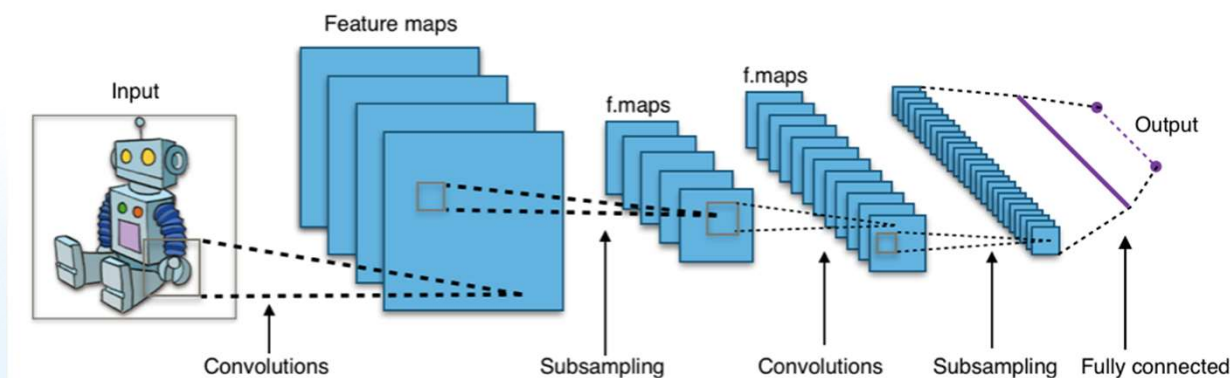 Feature maps
Input
f.maps
f.maps
Output
Convolutions
Subsampling
Convolutions
Subsampling
Fully connected